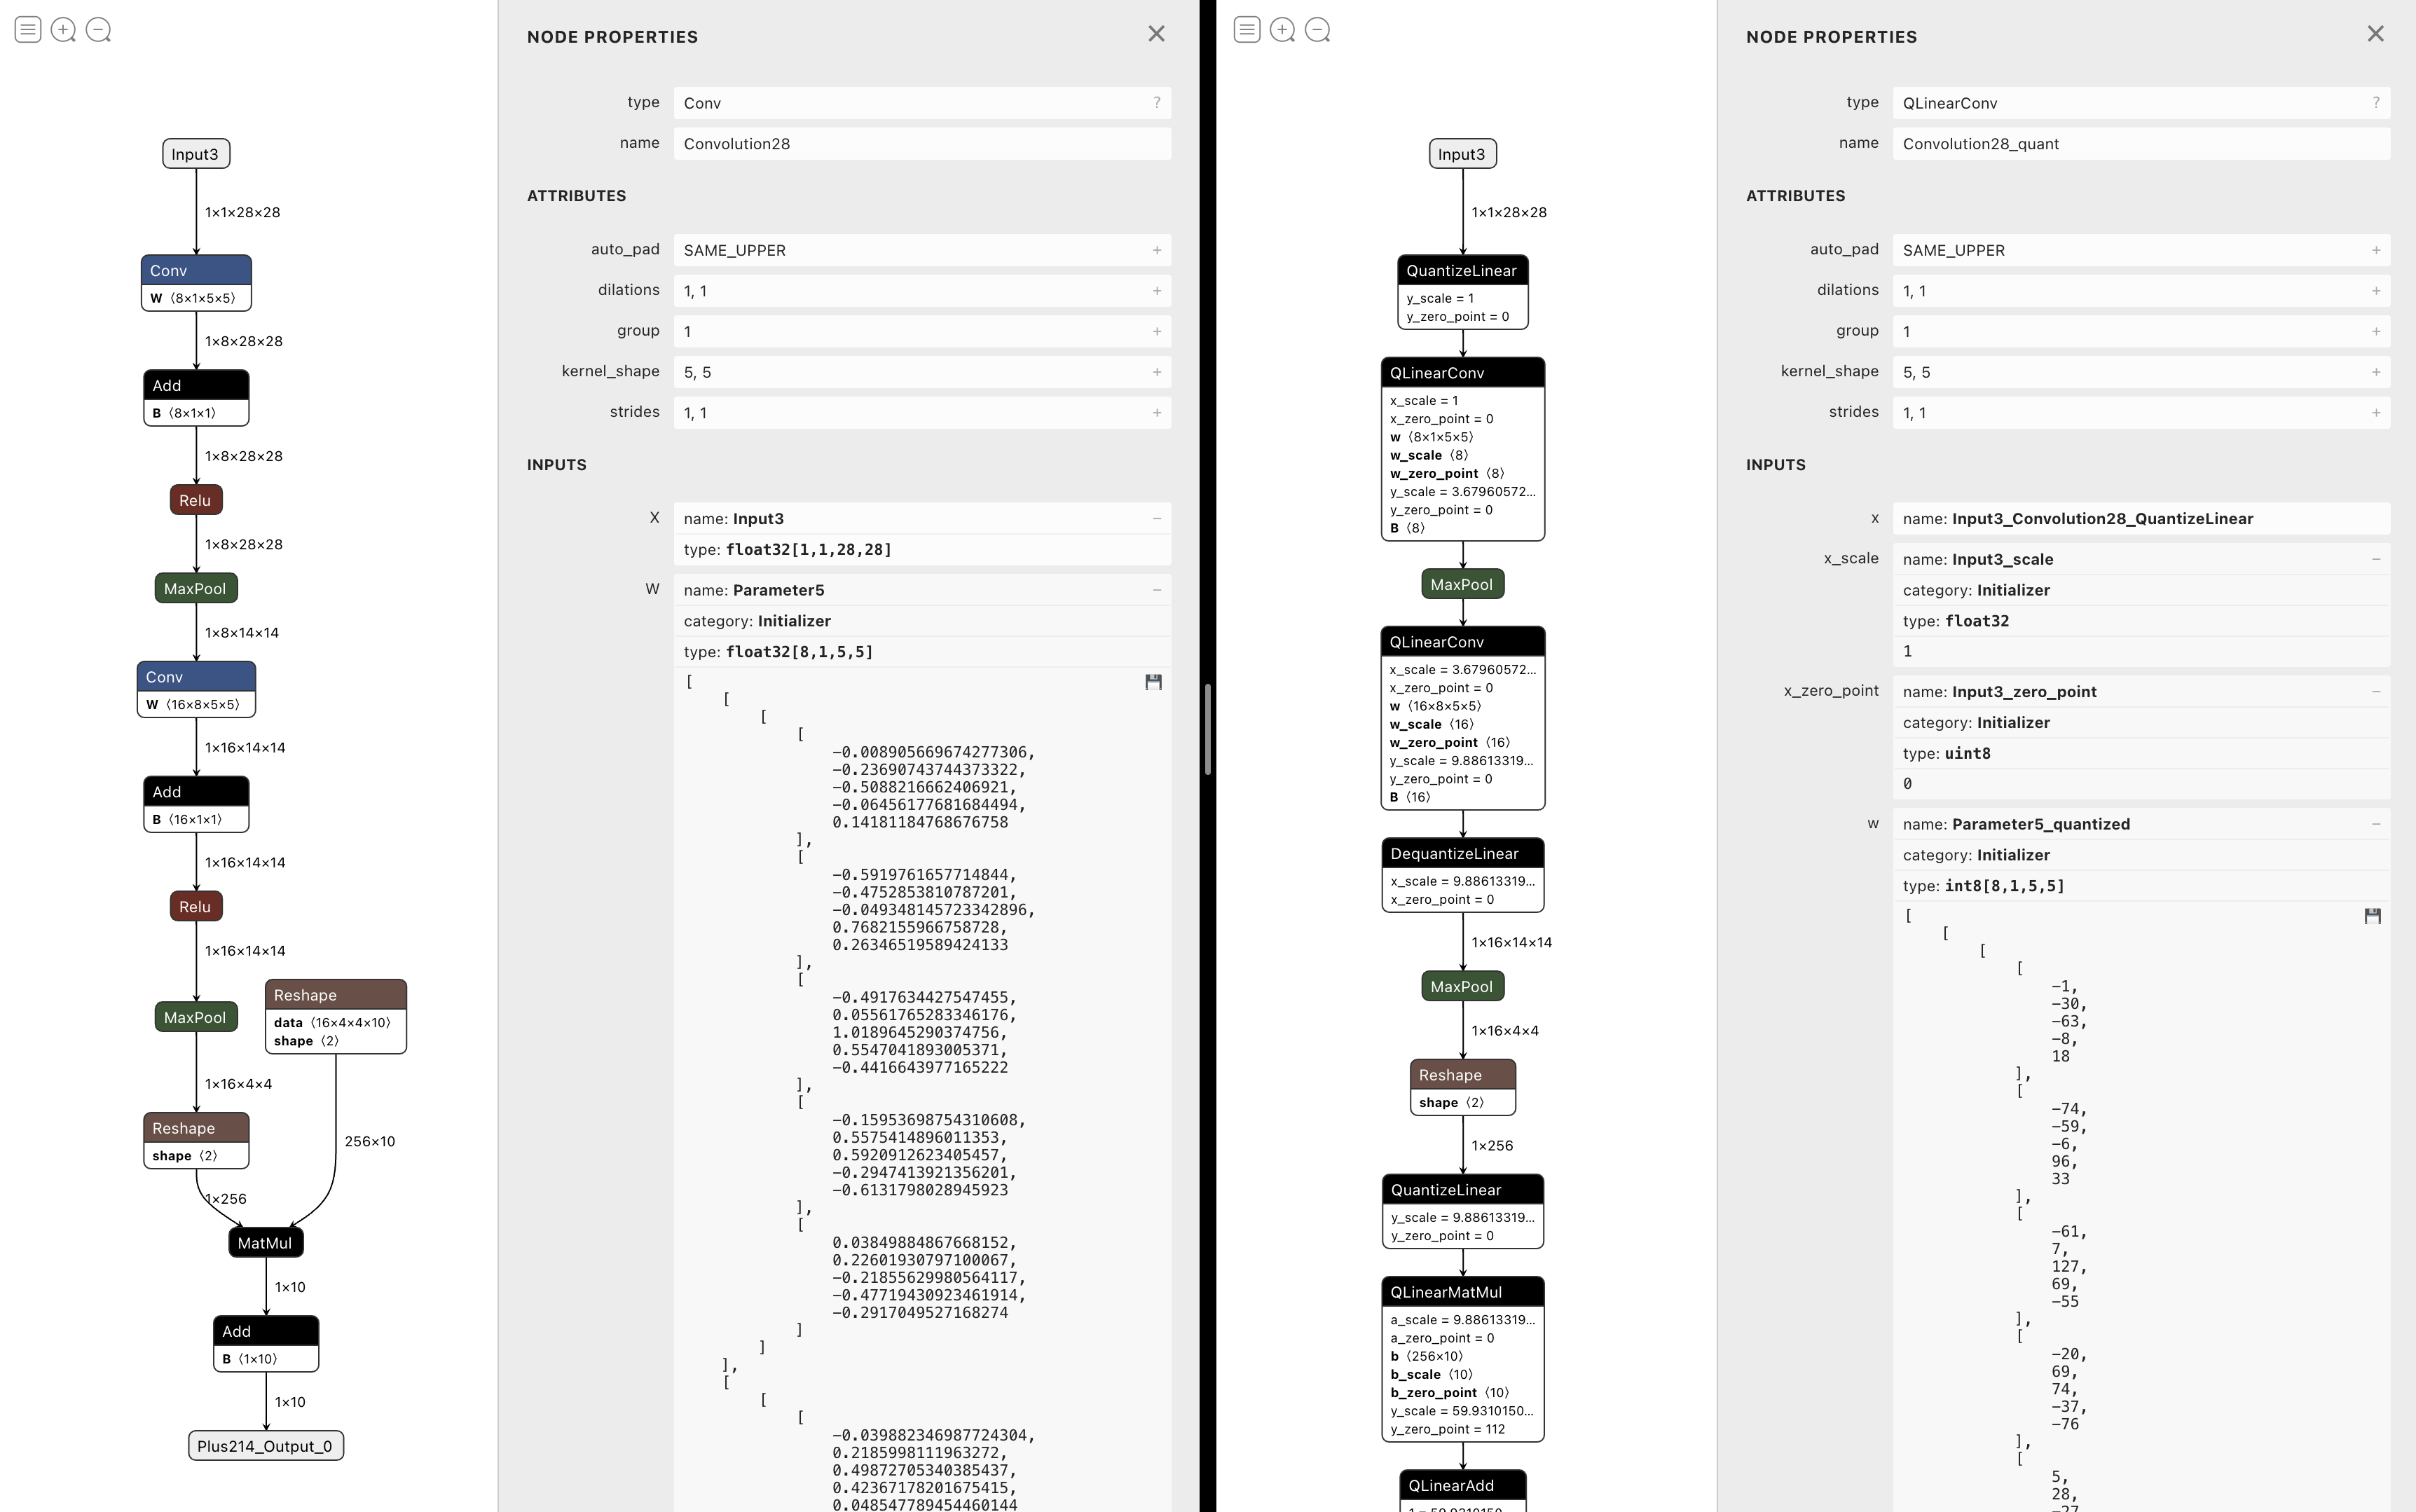 Input3
1×1×28×28
Conv
W ⟨8×1×5×5⟩
1×8×28×28
Add
B ⟨8×1×1⟩
1×8×28×28
Relu
1×8×28×28
MaxPool
1×8×14×14
Conv
W ⟨16×8×5×5⟩
1×16×14×14
Add
B ⟨16×1×1⟩
1×16×14×14
Relu
1×16×14×14
MaxPool
Reshape
data ⟨16×4×4×10⟩
shape ⟨2⟩
1×16×4×4
Reshape
shape ⟨2⟩
256×10
1×256
MatMul
1×10
Add
B ⟨1×10⟩
1×10
Plus214_Output_0
NODE PROPERTIES
type Conv ?
name Convolution28
ATTRIBUTES
auto_pad SAME_UPPER +
dilations 1, 1 +
group 1 +
kernel_shape 5, 5 +
strides 1, 1 +
INPUTS
X name: Input3 −
type: float32[1,1,28,28]
W name: Parameter5 −
category: Initializer
type: float32[8,1,5,5]
[
[
[
[
-0.008905669674277306,
-0.23690743744373322,
-0.5088216662406921,
-0.06456177681684494,
0.14181184768676758
],
[
-0.5919761657714844,
-0.4752853810787201,
-0.049348145723342896,
0.7682155966758728,
0.26346519589424133
],
[
-0.4917634427547455,
0.05561765283346176,
1.0189645290374756,
0.5547041893005371,
-0.4416643977165222
],
[
-0.15953698754310608,
0.5575414896011353,
0.5920912623405457,
-0.2947413921356201,
-0.6131798028945923
],
[
0.03849884867668152,
0.22601930797100067,
-0.21855629980564117,
-0.47719430923461914,
-0.2917049527168274
]
]
],
[
[
[
-0.039882346987724304,
0.2185998111963272,
0.49872705340385437,
0.42367178201675415,
0.048547789454460144
Input3
1×1×28×28
QuantizeLinear
y_scale = 1
y_zero_point = 0
QLinearConv
x_scale = 1
x_zero_point = 0
w ⟨8×1×5×5⟩
w_scale ⟨8⟩
w_zero_point ⟨8⟩
y_scale = 3.67960572…
y_zero_point = 0
B ⟨8⟩
MaxPool
QLinearConv
x_scale = 3.67960572…
x_zero_point = 0
w ⟨16×8×5×5⟩
w_scale ⟨16⟩
w_zero_point ⟨16⟩
y_scale = 9.88613319…
y_zero_point = 0
B ⟨16⟩
DequantizeLinear
x_scale = 9.88613319…
x_zero_point = 0
1×16×14×14
MaxPool
1×16×4×4
Reshape
shape ⟨2⟩
1×256
QuantizeLinear
y_scale = 9.88613319…
y_zero_point = 0
QLinearMatMul
a_scale = 9.88613319…
a_zero_point = 0
b ⟨256×10⟩
b_scale ⟨10⟩
b_zero_point ⟨10⟩
y_scale = 59.9310150…
y_zero_point = 112
QLinearAdd
NODE PROPERTIES
type QLinearConv ?
name Convolution28_quant
ATTRIBUTES
auto_pad SAME_UPPER +
dilations 1, 1 +
group 1 +
kernel_shape 5, 5 +
strides 1, 1 +
INPUTS
x name: Input3_Convolution28_QuantizeLinear
x_scale name: Input3_scale −
category: Initializer
type: float32
1
x_zero_point name: Input3_zero_point −
category: Initializer
type: uint8
0
w name: Parameter5_quantized −
category: Initializer
type: int8[8,1,5,5]
[
[
[
[
-1,
-30,
-63,
-8,
18
],
[
-74,
-59,
-6,
96,
33
],
[
-61,
7,
127,
69,
-55
],
[
-20,
69,
74,
-37,
-76
],
[
5,
28,